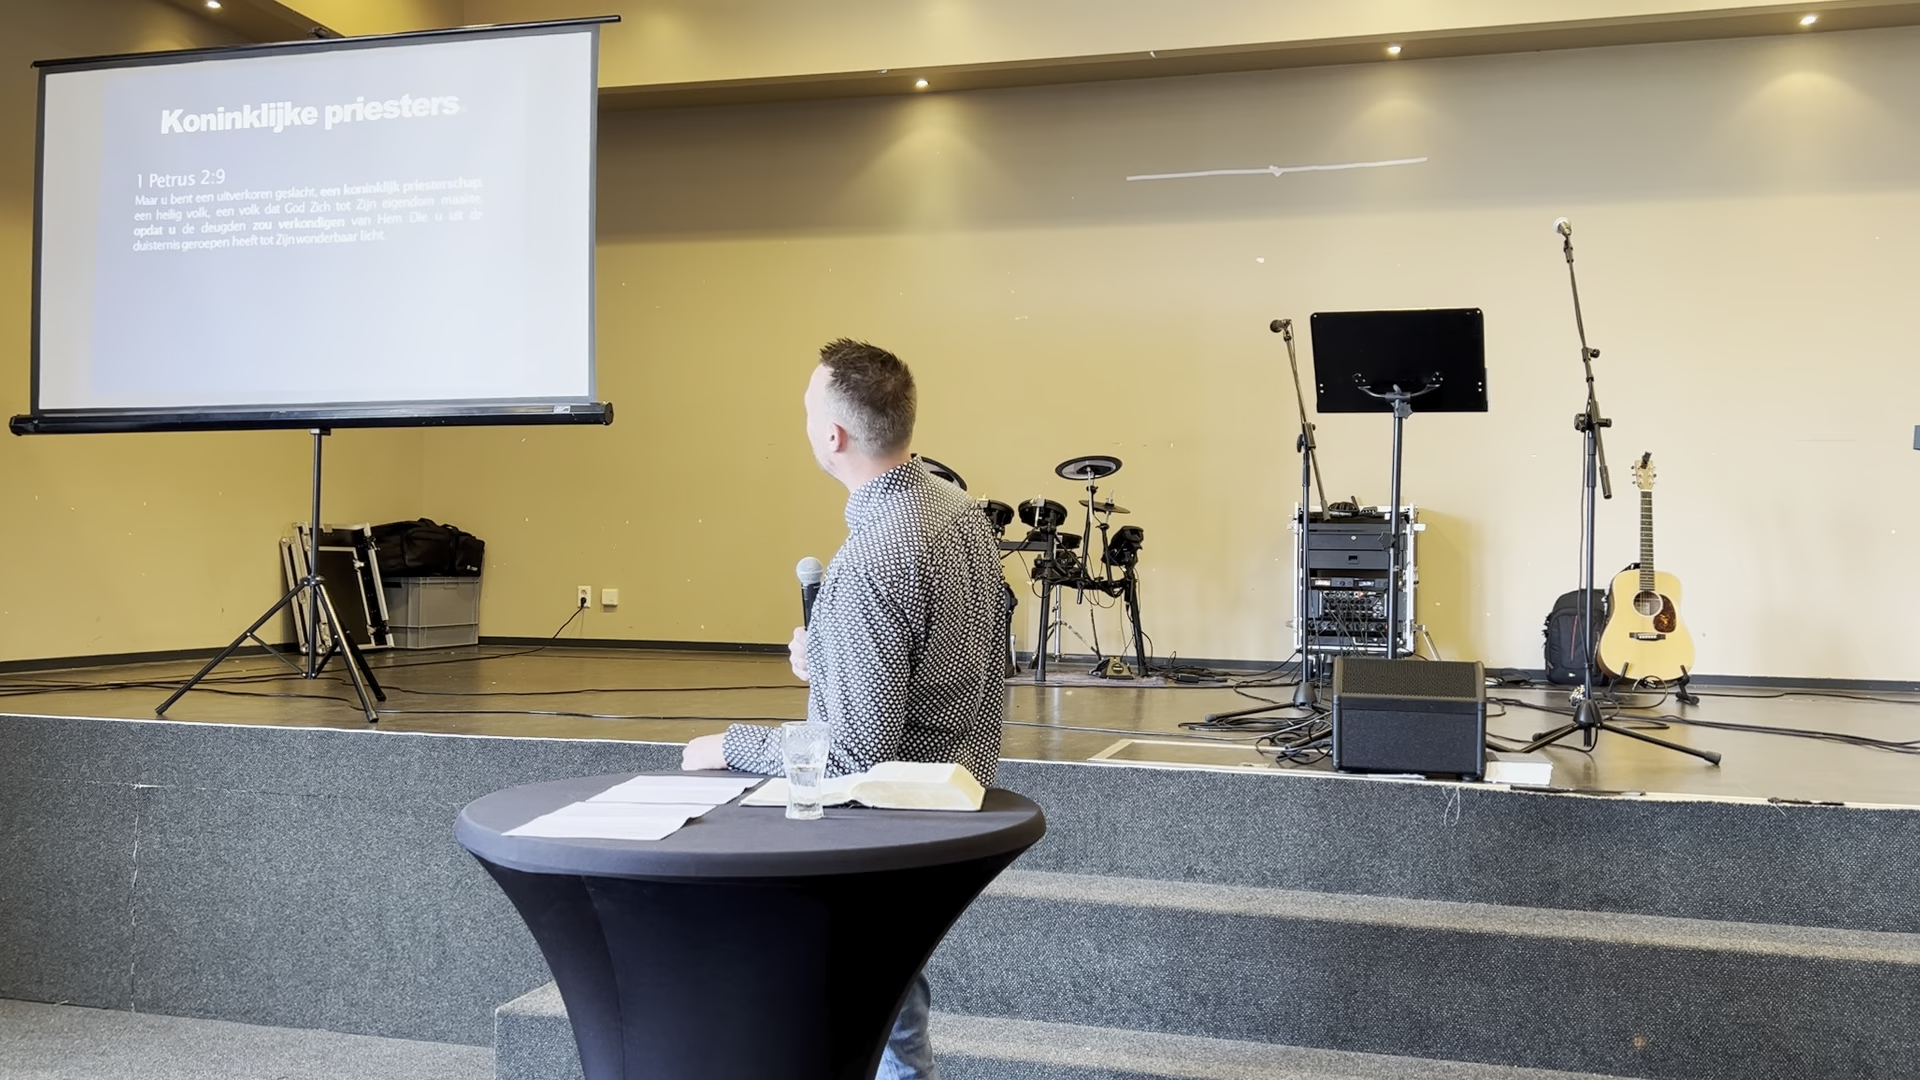 Koninklijke priesters
1 Petrus 2:9
Maar u bent een uitverkoren geslacht, een koninklijk priesterschap,
een heilig volk, een volk dat God Zich tot Zijn eigendom maakte,
opdat u de deugden zou verkondigen van Hem Die u uit de
duisternis geroepen heeft tot Zijn wonderbaar licht.